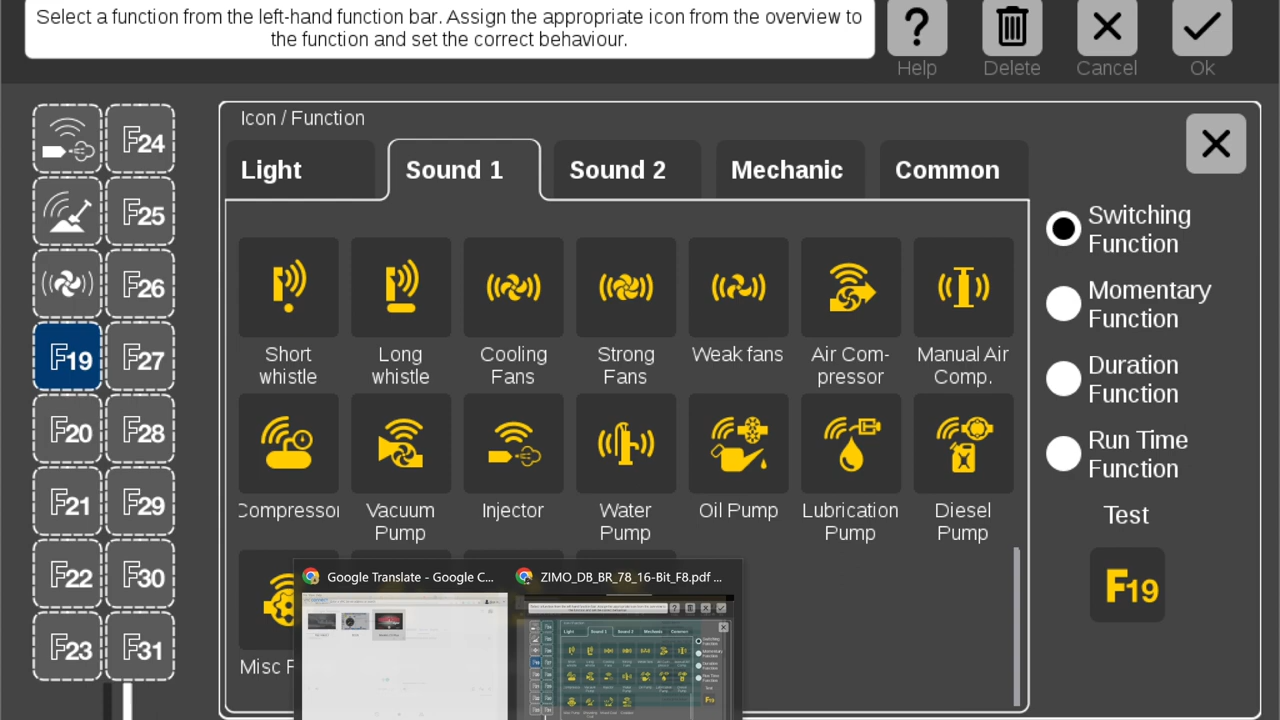 Select a function from the left-hand function bar. Assign the appropriate icon from the overview to
the function and set the correct behaviour.
Help
Delete
Cancel
Ok
Icon / Function
Light
Sound 1
Sound 2
Mechanic
Common
F24
F25
F26
F19
F27
F20
F28
F21
F29
F22
F30
F23
F31
Short
whistle
Long
whistle
Cooling
Fans
Strong
Fans
Weak fans
Air Com-
pressor
Manual Air
Comp.
Compressor
Vacuum
Pump
Injector
Water
Pump
Oil Pump
Lubrication
Pump
Diesel
Pump
Misc
Switching
Function
Momentary
Function
Duration
Function
Run Time
Function
Test
F19
Google Translate - Google C...
ZIMO_DB_BR_78_16-Bit_F8.pdf ...